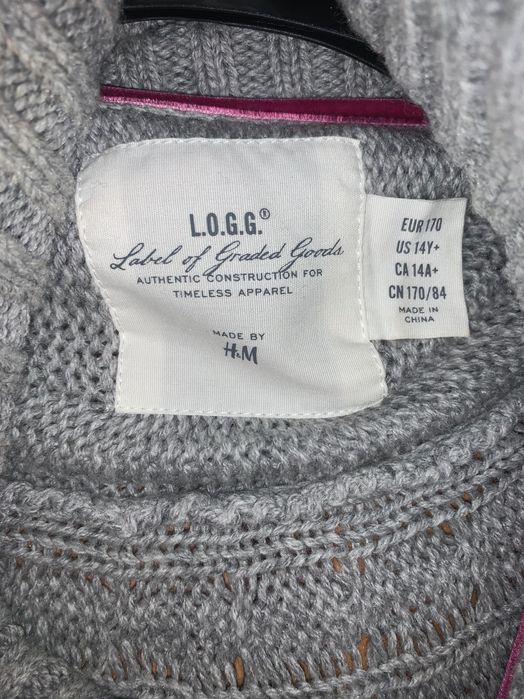 L.O.G.G.®
Label of Graded Goods
AUTHENTIC CONSTRUCTION FOR
TIMELESS APPAREL
MADE BY
H&M
EUR 170
US 14Y+
CA 14A+
CN 170/84
MADE IN
CHINA